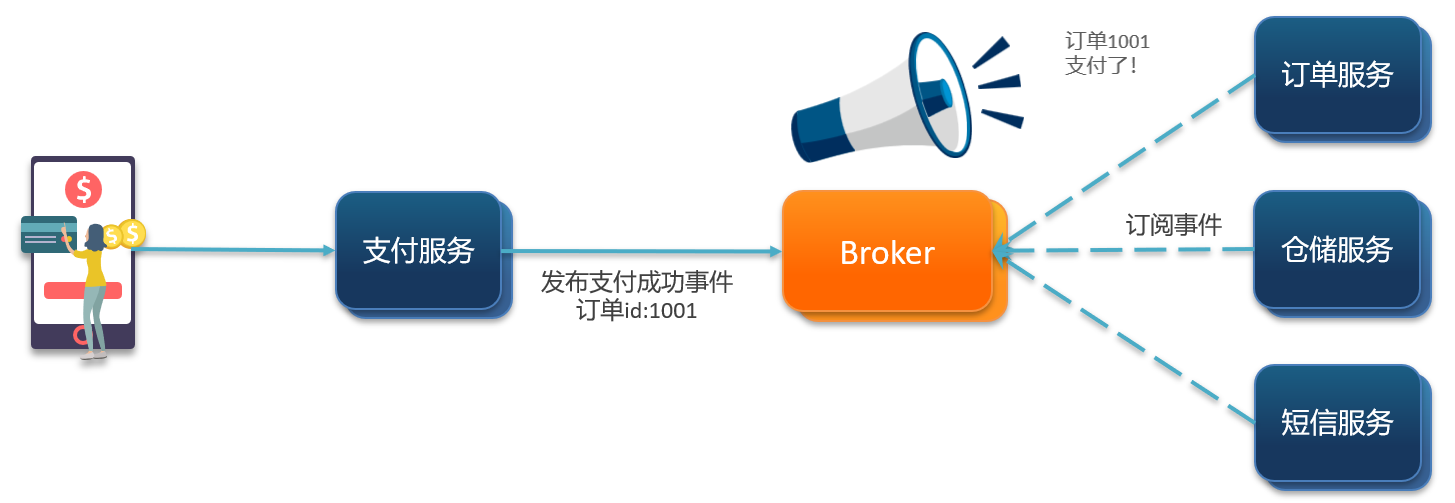 订单1001
支付了!
订单服务
支付服务
发布支付成功事件
订单id:1001
Broker
订阅事件
仓储服务
短信服务
$
$
$